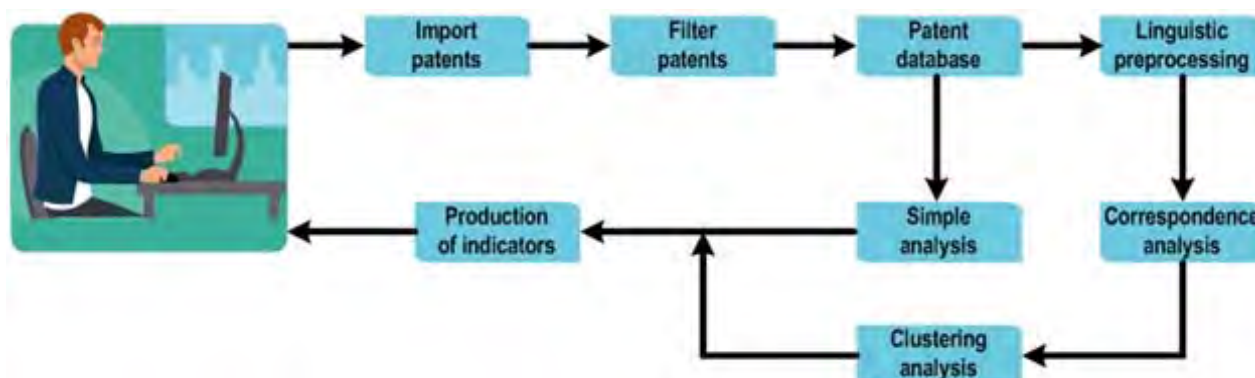 Import
patents
Filter
patents
Patent
database
Linguistic
preprocessing
Production
of indicators
Simple
analysis
Correspondence
analysis
Clustering
analysis